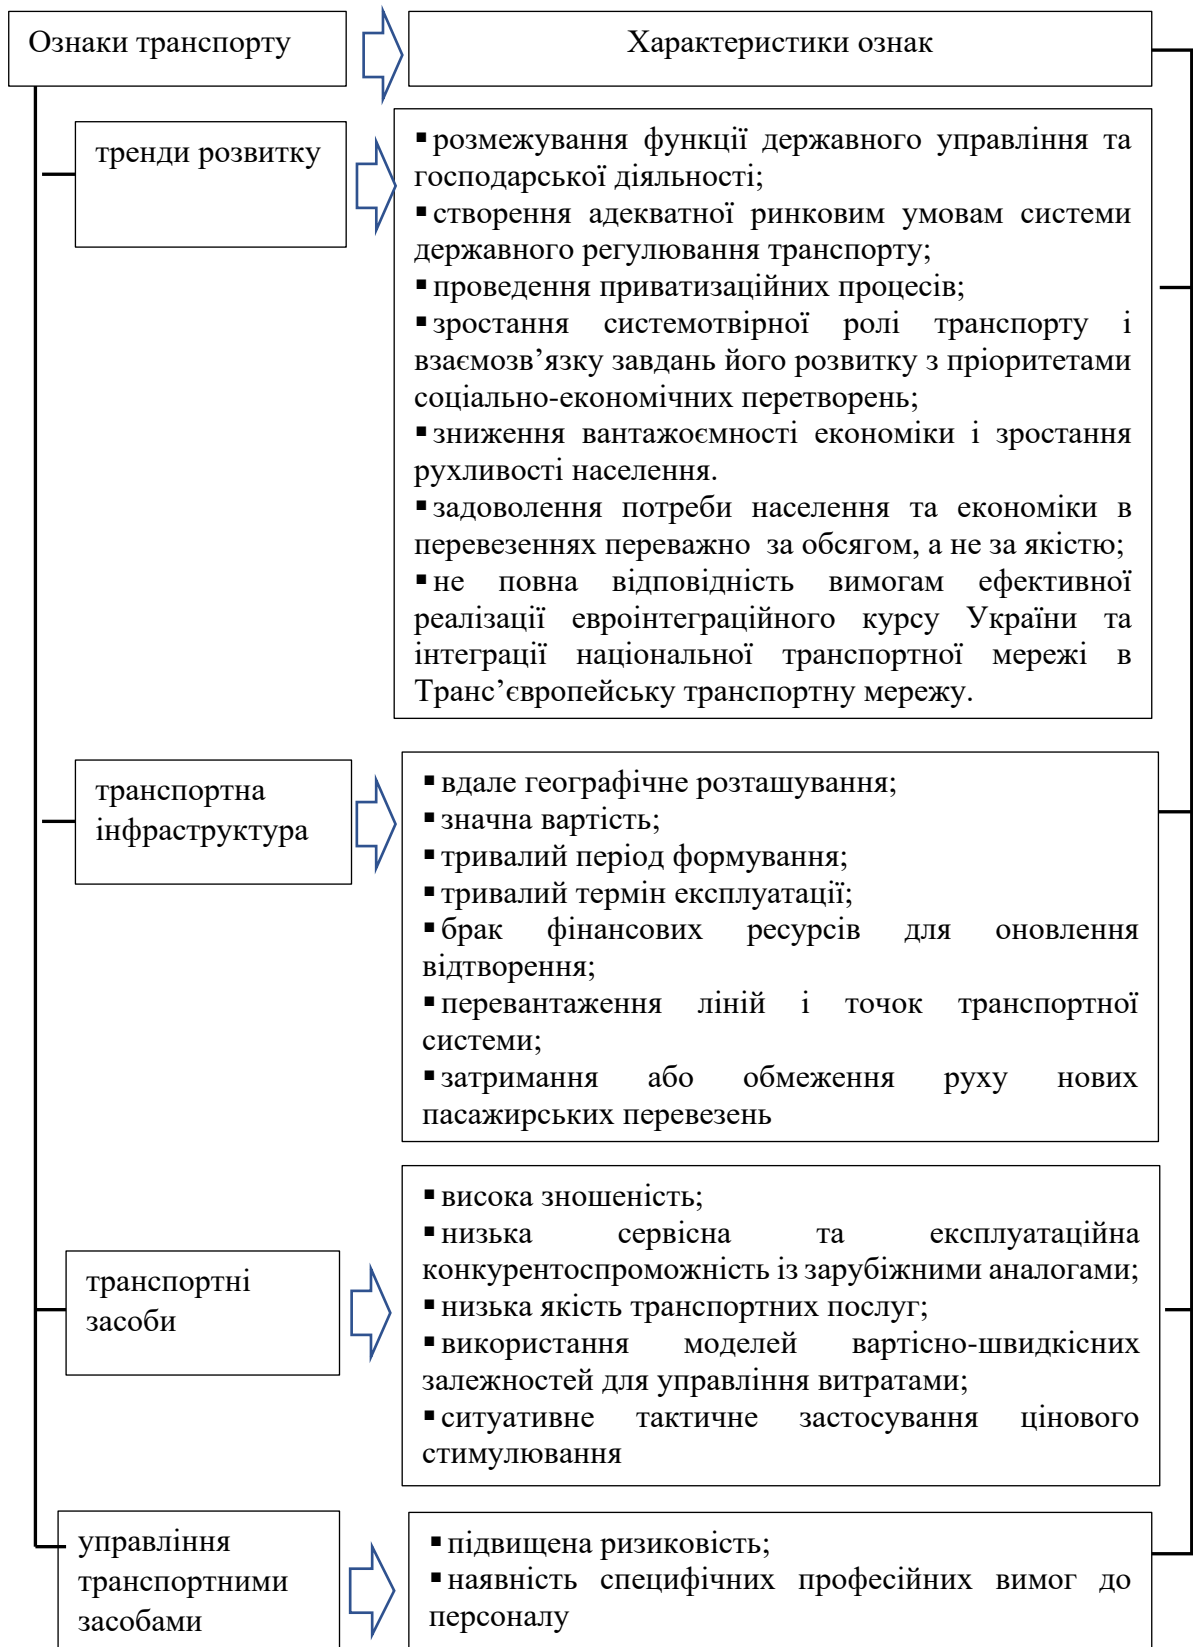 Ознаки транспорту
Характеристики ознак
тренди розвитку
▪розмежування функції державного управління та
господарської діяльності;
▪створення адекватної ринковим умовам системи
державного регулювання транспорту;
▪проведення приватизаційних процесів;
▪зростання системотвірної ролі транспорту і
взаємозв’язку завдань його розвитку з пріоритетами
соціально-економічних перетворень;
▪зниження вантажоємності економіки і зростання
рухливості населення.
▪задоволення потреби населення та економіки в
перевезеннях переважно за обсягом, а не за якістю;
▪не повна відповідність вимогам ефективної
реалізації евроінтеграційного курсу України та
інтеграції національної транспортної мережі в
Транс’європейську транспортну мережу.
транспортна
інфраструктура
▪вдале географічне розташування;
▪значна вартість;
▪тривалий період формування;
▪тривалий термін експлуатації;
▪брак фінансових ресурсів для оновлення
відтворення;
▪перевантаження ліній і точок транспортної
системи;
▪затримання або обмеження руху нових
пасажирських перевезень
транспортні
засоби
▪висока зношеність;
▪низька сервісна та експлуатаційна
конкурентоспроможність із зарубіжними аналогами;
▪низька якість транспортних послуг;
▪використання моделей вартісно-швидкісних
залежностей для управління витратами;
▪ситуативне тактичне застосування цінового
стимулювання
управління
транспортними
засобами
▪підвищена ризиковість;
▪наявність специфічних професійних вимог до
персоналу